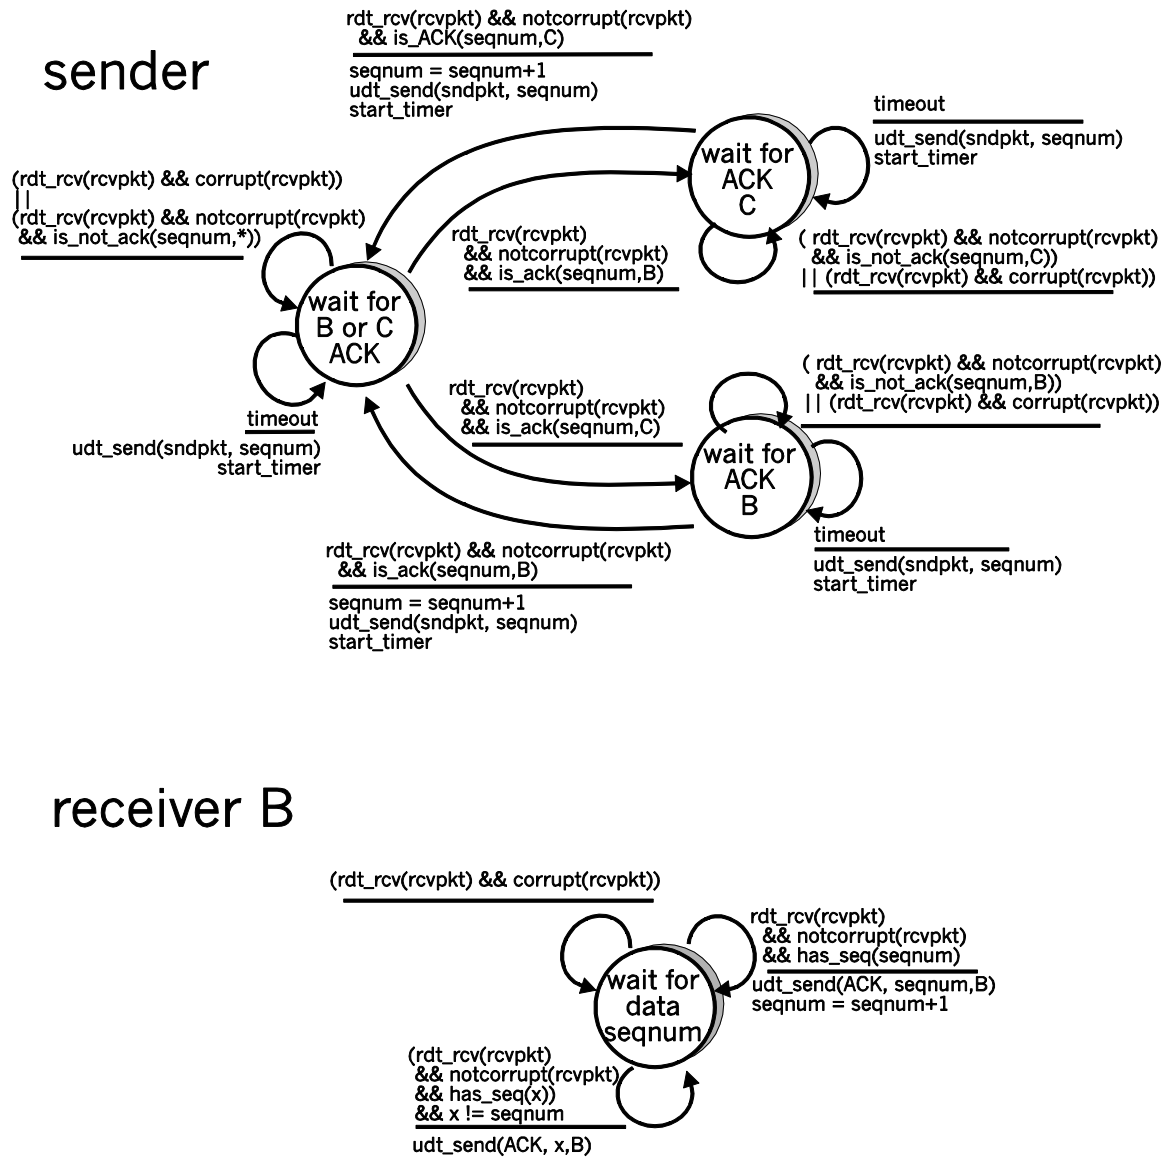 sender
rdt_rcv(rcvpkt) && notcorrupt(rcvpkt)
&& is_ACK(seqnum,C)
seqnum = seqnum+1
udt_send(sndpkt, seqnum)
start_timer
timeout
udt_send(sndpkt, seqnum)
start_timer
wait for
ACK
C
(rdt_rcv(rcvpkt) && corrupt(rcvpkt))
||
(rdt_rcv(rcvpkt) && notcorrupt(rcvpkt)
&& is_not_ack(seqnum,*))
rdt_rcv(rcvpkt)
&& notcorrupt(rcvpkt)
&& is_ack(seqnum,B)
( rdt_rcv(rcvpkt) && notcorrupt(rcvpkt)
&& is_not_ack(seqnum,C))
|| (rdt_rcv(rcvpkt) && corrupt(rcvpkt))
wait for
B or C
ACK
timeout
udt_send(sndpkt, seqnum)
start_timer
rdt_rcv(rcvpkt)
&& notcorrupt(rcvpkt)
&& is_ack(seqnum,C)
( rdt_rcv(rcvpkt) && notcorrupt(rcvpkt)
&& is_not_ack(seqnum,B))
|| (rdt_rcv(rcvpkt) && corrupt(rcvpkt))
wait for
ACK
B
timeout
udt_send(sndpkt, seqnum)
start_timer
rdt_rcv(rcvpkt) && notcorrupt(rcvpkt)
&& is_ack(seqnum,B)
seqnum = seqnum+1
udt_send(sndpkt, seqnum)
start_timer
receiver B
(rdt_rcv(rcvpkt) && corrupt(rcvpkt))
rdt_rcv(rcvpkt)
&& notcorrupt(rcvpkt)
&& has_seq(seqnum)
udt_send(ACK, seqnum,B)
seqnum = seqnum+1
wait for
data
seqnum
(rdt_rcv(rcvpkt)
&& notcorrupt(rcvpkt)
&& has_seq(x))
&& x != seqnum
udt_send(ACK, x,B)